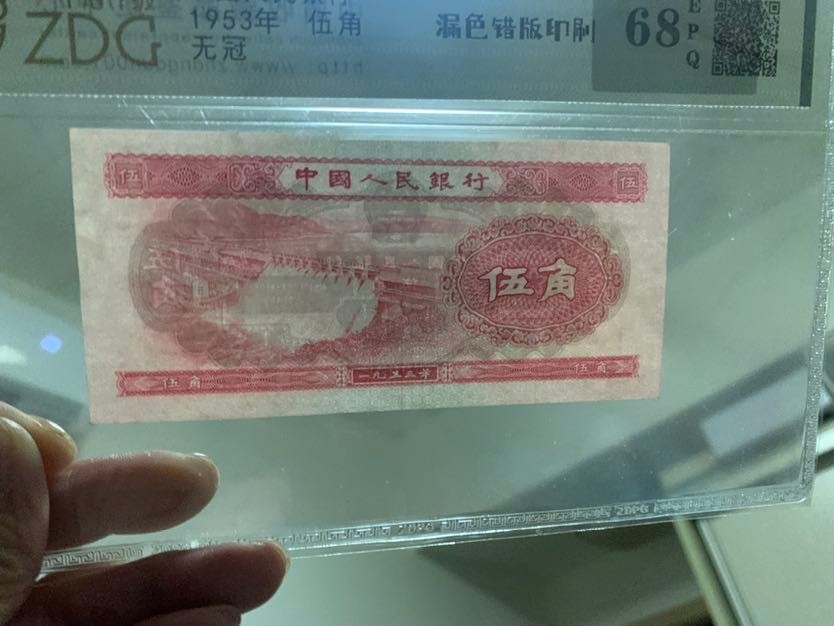 ZDG
1953年 伍角
无冠
漏色错版印刷
68
E
P
Q
伍
中國人民銀行
伍
伍角
伍角
一九五三年
伍角
ZDPG